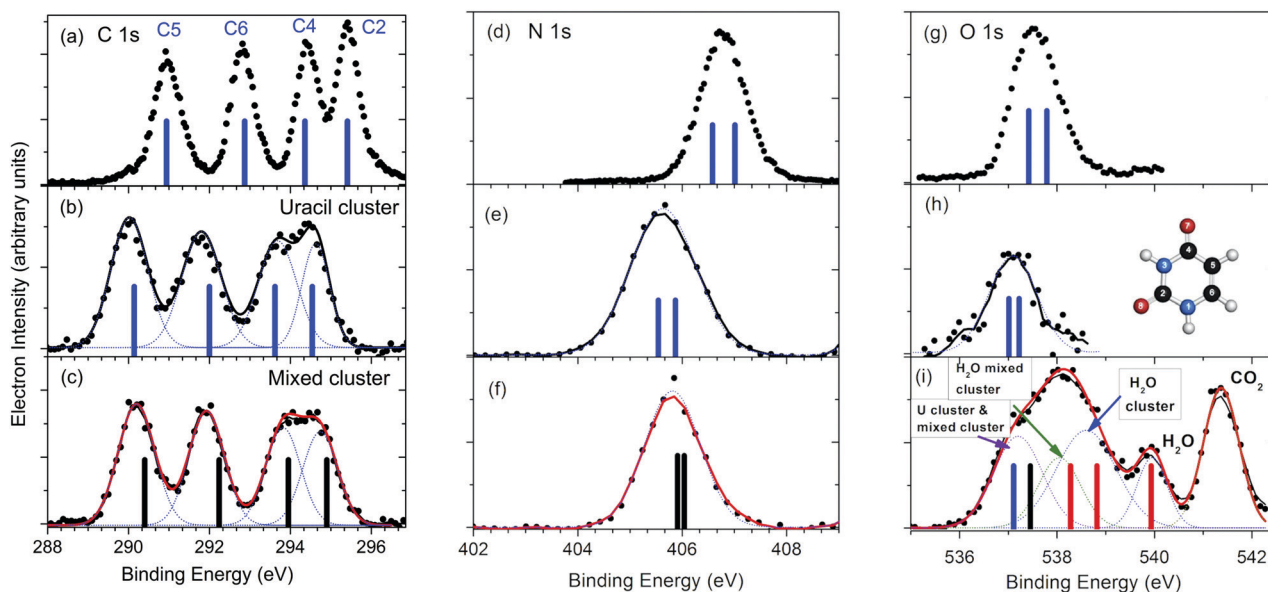 (a) C 1s
C5
C6
C4
C2
(b)
Uracil cluster
(c)
Mixed cluster
Electron Intensity (arbitrary units)
288 290 292 294 296
Binding Energy (eV)
(d) N 1s
(e)
(f)
402 404 406 408
Binding Energy (eV)
(g) O 1s
(h)
7
4
3
5
2
6
8
1
(i)
H2O mixed
cluster
U cluster &
mixed cluster
H2O
cluster
H2O
CO2
536 538 540 542
Binding Energy (eV)